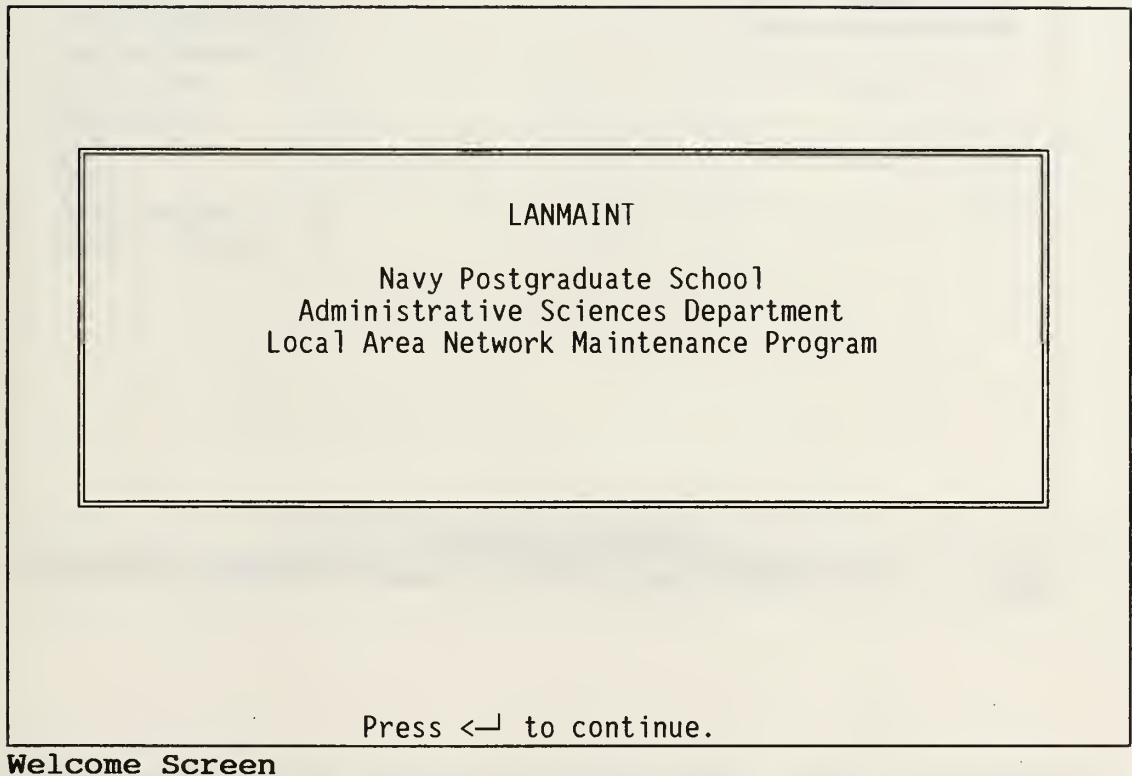 LANMAINT
Navy Postgraduate School
Administrative Sciences Department
Local Area Network Maintenance Program
Press <─┘ to continue.
Welcome Screen